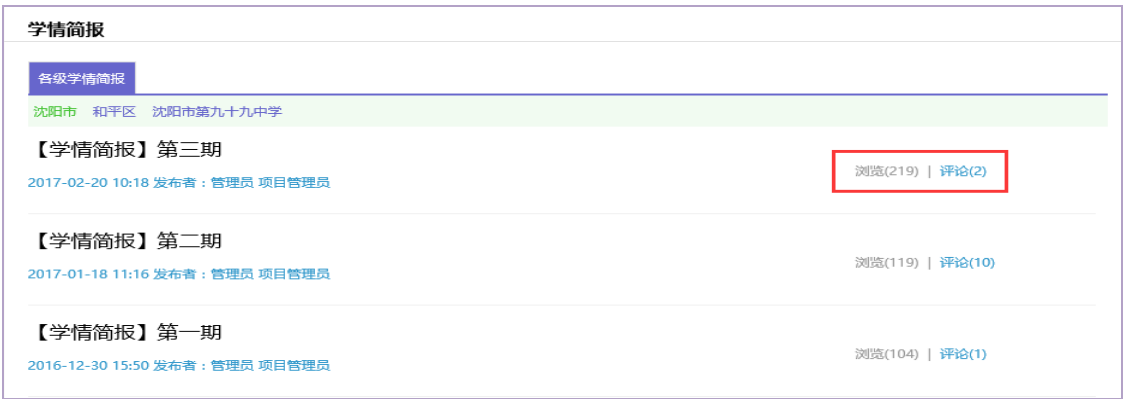 学情简报
各级学情简报
沈阳市 和平区 沈阳市第九十九中学
【学情简报】第三期
浏览(219) | 评论(2)
2017-02-20 10:18 发布者：管理员 项目管理员
【学情简报】第二期
浏览(119) | 评论(10)
2017-01-18 11:16 发布者：管理员 项目管理员
【学情简报】第一期
浏览(104) | 评论(1)
2016-12-30 15:50 发布者：管理员 项目管理员